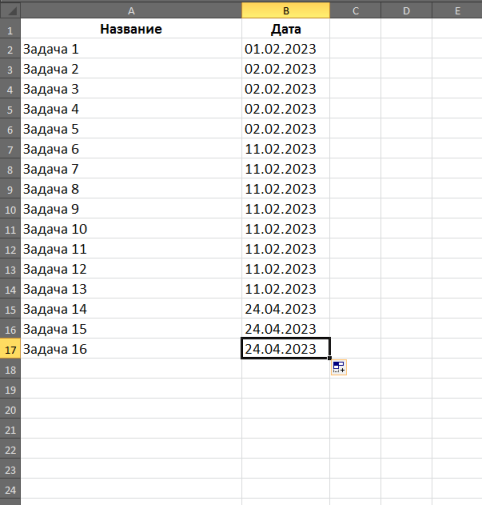 A B C D E
1 Название Дата
2 Задача 1 01.02.2023
3 Задача 2 02.02.2023
4 Задача 3 02.02.2023
5 Задача 4 02.02.2023
6 Задача 5 02.02.2023
7 Задача 6 11.02.2023
8 Задача 7 11.02.2023
9 Задача 8 11.02.2023
10 Задача 9 11.02.2023
11 Задача 10 11.02.2023
12 Задача 11 11.02.2023
13 Задача 12 11.02.2023
14 Задача 13 11.02.2023
15 Задача 14 24.04.2023
16 Задача 15 24.04.2023
17 Задача 16 24.04.2023
18
19
20
21
22
23
24